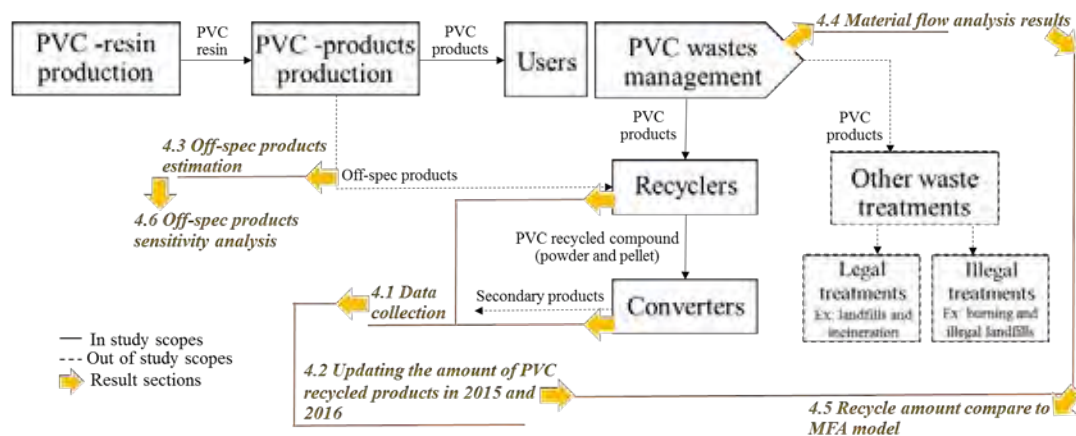 PVC -resin
production
PVC
resin
PVC -products
production
PVC
products
Users
PVC wastes
management
4.4 Material flow analysis results
PVC
products
PVC
products
4.3 Off-spec products
estimation
Off-spec products
Recyclers
Other waste
treatments
4.6 Off-spec products
sensitivity analysis
PVC recycled compound
(powder and pellet)
Legal
treatments
Ex: landfills and
incineration
Illegal
treatments
Ex: burning and
illegal landfills
4.1 Data
collection
Secondary products
Converters
In study scopes
Out of study scopes
Result sections
4.2 Updating the amount of PVC
recycled products in 2015 and
2016
4.5 Recycle amount compare to
MFA model